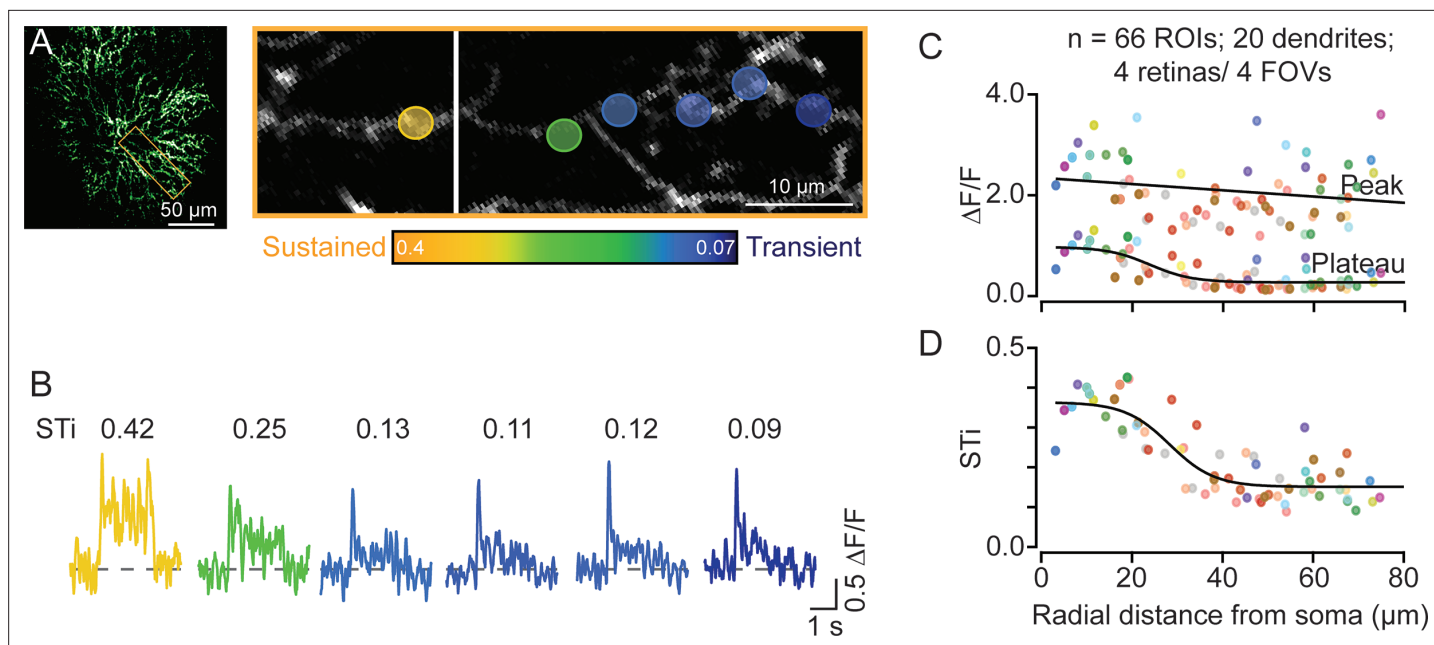 A
50 µm
10 µm
Sustained 0.4 0.07 Transient
B
STi 0.42 0.25 0.13 0.11 0.12 0.09
0.5 ΔF/F
1 s
C
n = 66 ROIs; 20 dendrites;
4 retinas/ 4 FOVs
4.0
2.0
0.0
ΔF/F
Peak
Plateau
D
0.5
0.0
STi
0 20 40 60 80
Radial distance from soma (µm)